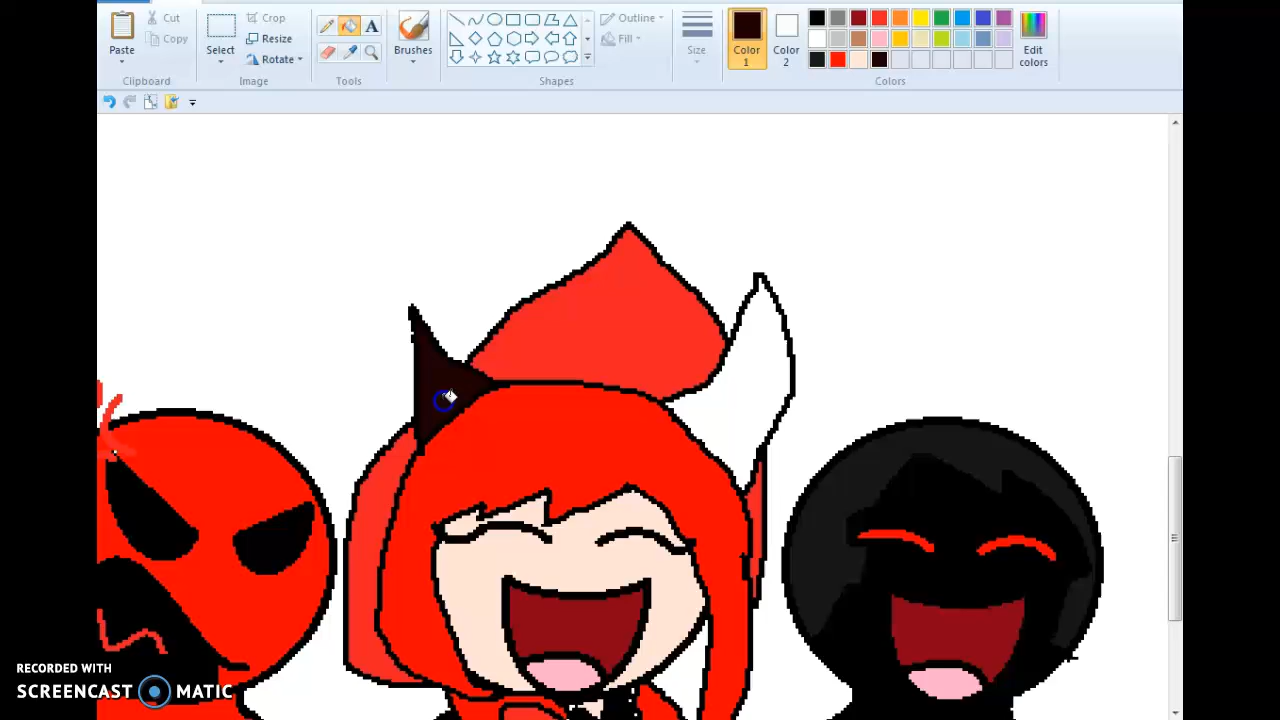 Cut
Copy
Paste
Clipboard
Select
Crop
Resize
Rotate
Image
A
Tools
Brushes
Outline
Fill
Shapes
Size
Color 1
Color 2
Edit colors
Colors
RECORDED WITH
SCREENCAST MATIC